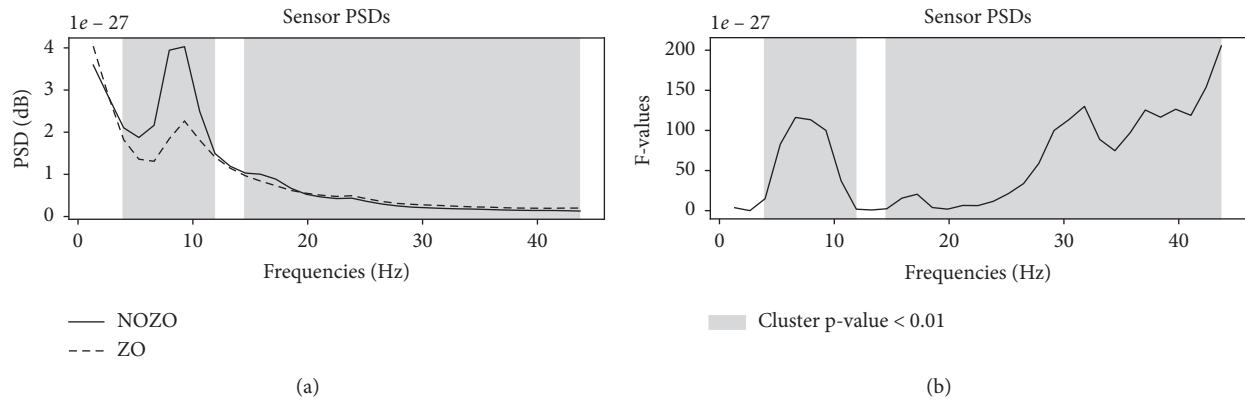 Sensor PSDs
1e – 27
4
3
2
1
0
PSD (dB)
0 10 20 30 40
Frequencies (Hz)
NOZO
ZO
(a)
Sensor PSDs
1e – 27
200
150
100
50
0
F-values
0 10 20 30 40
Frequencies (Hz)
Cluster p-value < 0.01
(b)